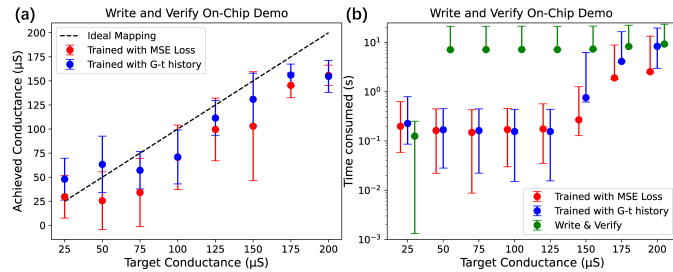 (a)
Write and Verify On-Chip Demo
Ideal Mapping
Trained with MSE Loss
Trained with G-t history
Achieved Conductance (µS)
200
175
150
125
100
75
50
25
0
25 50 75 100 125 150 175 200
Target Conductance (µS)
(b)
Write and Verify On-Chip Demo
Time consumed (s)
10¹
10⁰
10⁻¹
10⁻²
10⁻³
Trained with MSE Loss
Trained with G-t history
Write & Verify
25 50 75 100 125 150 175 200
Target Conductance (µS)